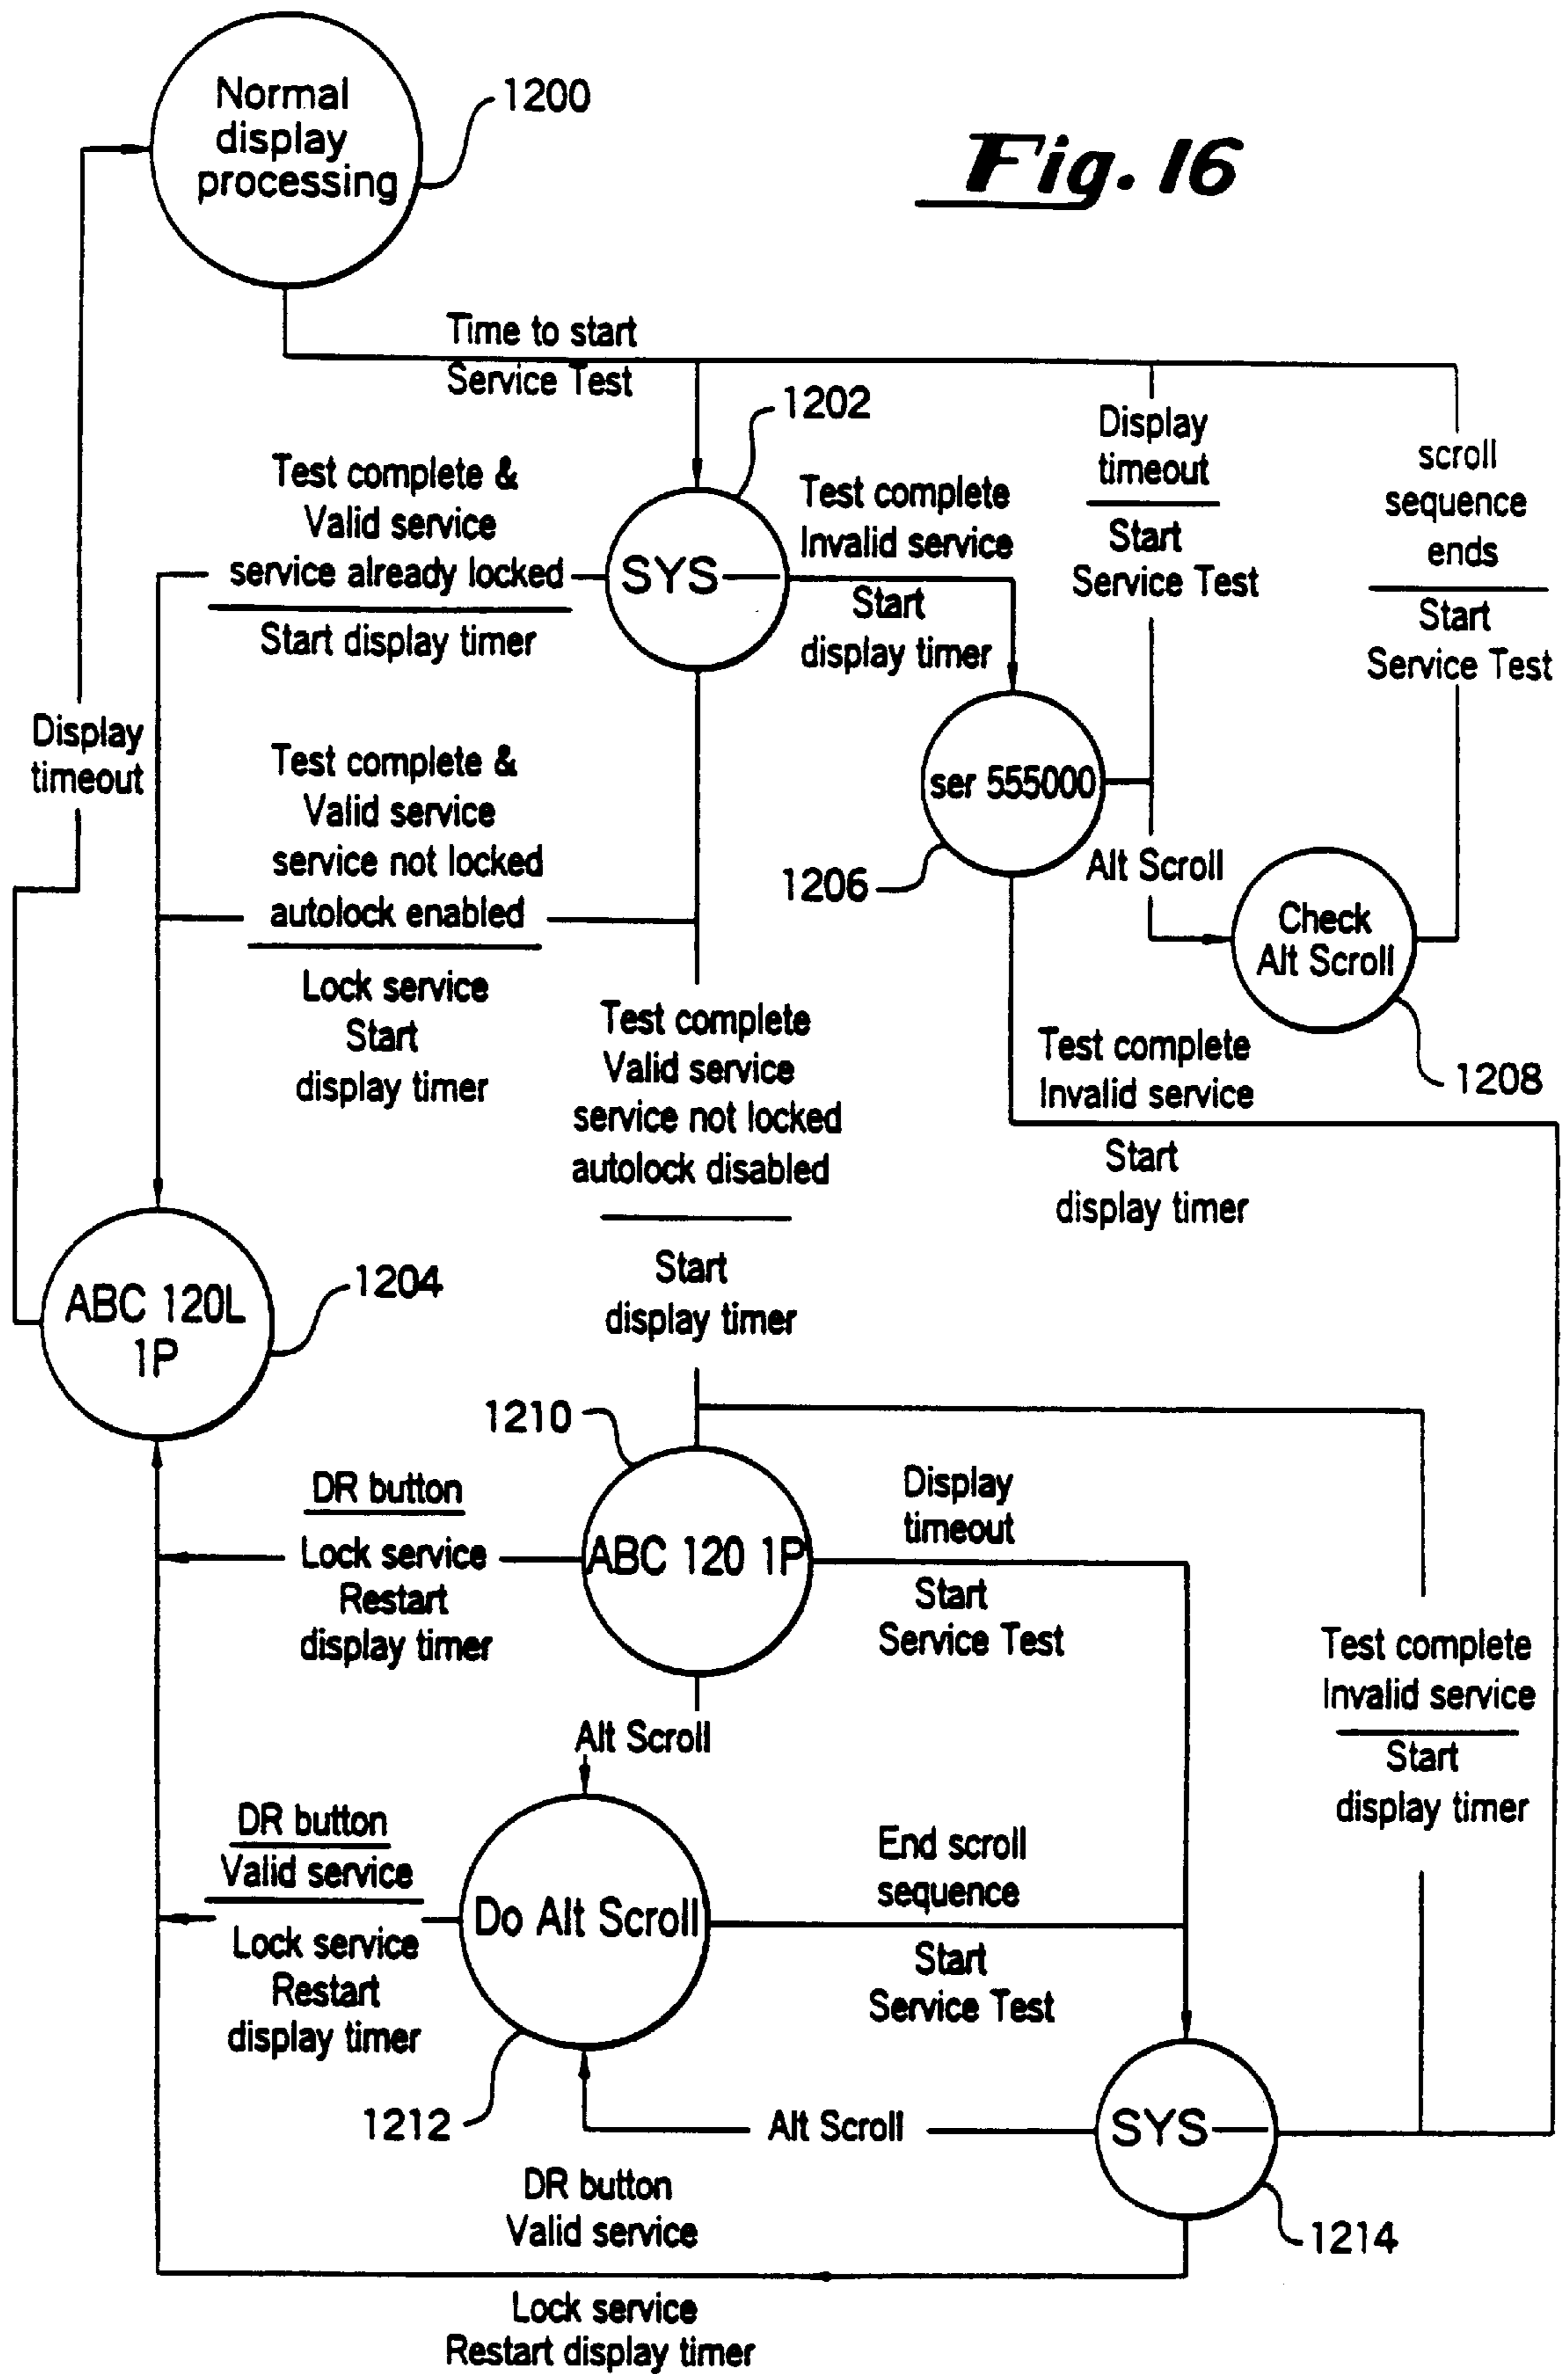 Normal
display
processing
1200
Fig. 16
Time to start
Service Test
1202
Display
timeout
Start
Service Test
scroll
sequence
ends
Start
Service Test
Test complete &
Valid service
service already locked
Start display timer
SYS
Test complete
Invalid service
Start
display timer
Display
timeout
Test complete &
Valid service
service not locked
autolock enabled
Lock service
Start
display timer
ser 555000
1206
Alt Scroll
Check
Alt Scroll
1208
Test complete
Valid service
service not locked
autolock disabled
Start
display timer
Test complete
Invalid service
Start
display timer
ABC 120L
1P
1204
1210
DR button
Lock service
Restart
display timer
ABC 120 1P
Display
timeout
Start
Service Test
Test complete
Invalid service
Start
display timer
Alt Scroll
DR button
Valid service
Lock service
Restart
display timer
Do Alt Scroll
End scroll
sequence
Start
Service Test
1212
Alt Scroll
SYS
1214
DR button
Valid service
Lock service
Restart display timer